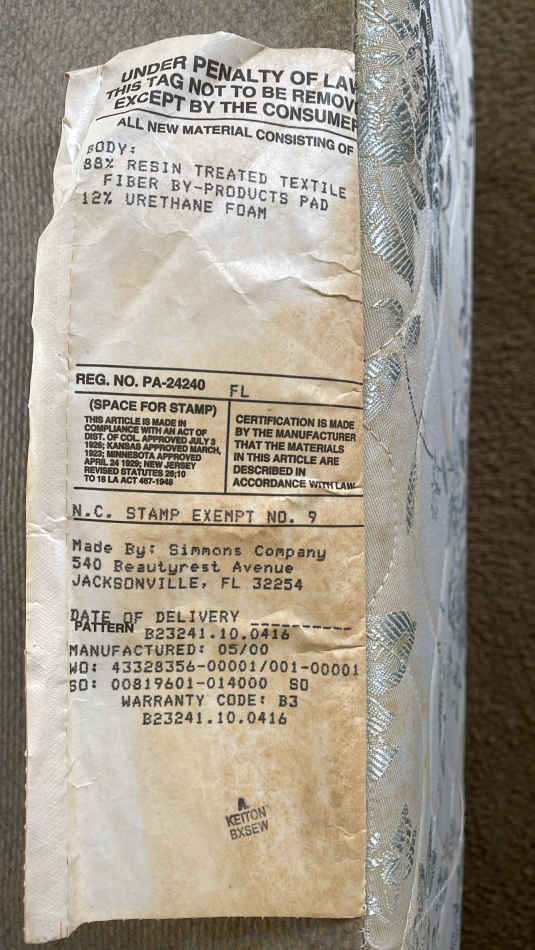 UNDER PENALTY OF LAW
THIS TAG NOT TO BE REMOVE
EXCEPT BY THE CONSUMER
ALL NEW MATERIAL CONSISTING OF
BODY:
88% RESIN TREATED TEXTILE
FIBER BY-PRODUCTS PAD
12% URETHANE FOAM
REG. NO. PA-24240 FL
(SPACE FOR STAMP)
THIS ARTICLE IS MADE IN
COMPLIANCE WITH AN ACT OF
DIST. OF COL. APPROVED JULY 3
1926; KANSAS APPROVED MARCH,
1923; MINNESOTA APPROVED
APRIL 24 1929; NEW JERSEY
REVISED STATUTES 26;10
TO 18 LA ACT 467-1948
CERTIFICATION IS MADE
BY THE MANUFACTURER
THAT THE MATERIALS
IN THIS ARTICLE ARE
DESCRIBED IN
ACCORDANCE WITH LAW
N.C. STAMP EXEMPT NO. 9
Made By: Simmons Company
540 Beautyrest Avenue
JACKSONVILLE, FL 32254
DATE OF DELIVERY ___________
PATTERN B23241.10.0416
MANUFACTURED: 05/00
WO: 43328356-00001/001-00001
SO: 00819601-014000 SO
WARRANTY CODE: B3
B23241.10.0416
A.
KEITON
BXSEW